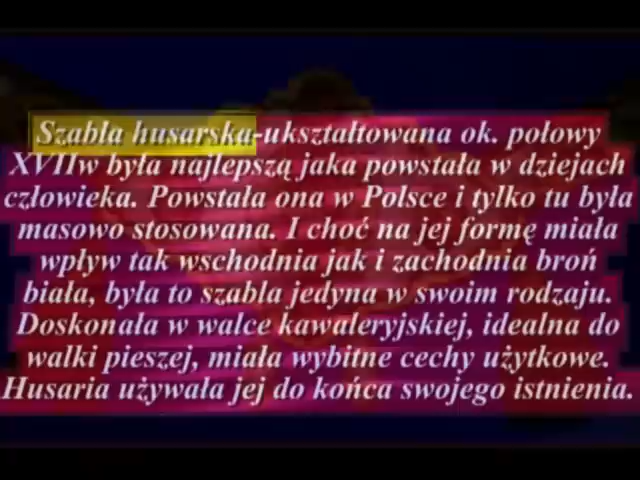 Szabla husarska-ukształtowana ok. połowy
XVIIw była najlepszą jaka powstała w dziejach
człowieka. Powstała ona w Polsce i tylko tu była
masowo stosowana. I choć na jej formę miała
wpływ tak wschodnia jak i zachodnia broń
biała, była to szabla jedyna w swoim rodzaju.
Doskonała w walce kawaleryjskiej, idealna do
walki pieszej, miała wybitne cechy użytkowe.
Husaria używała jej do końca swojego istnienia.